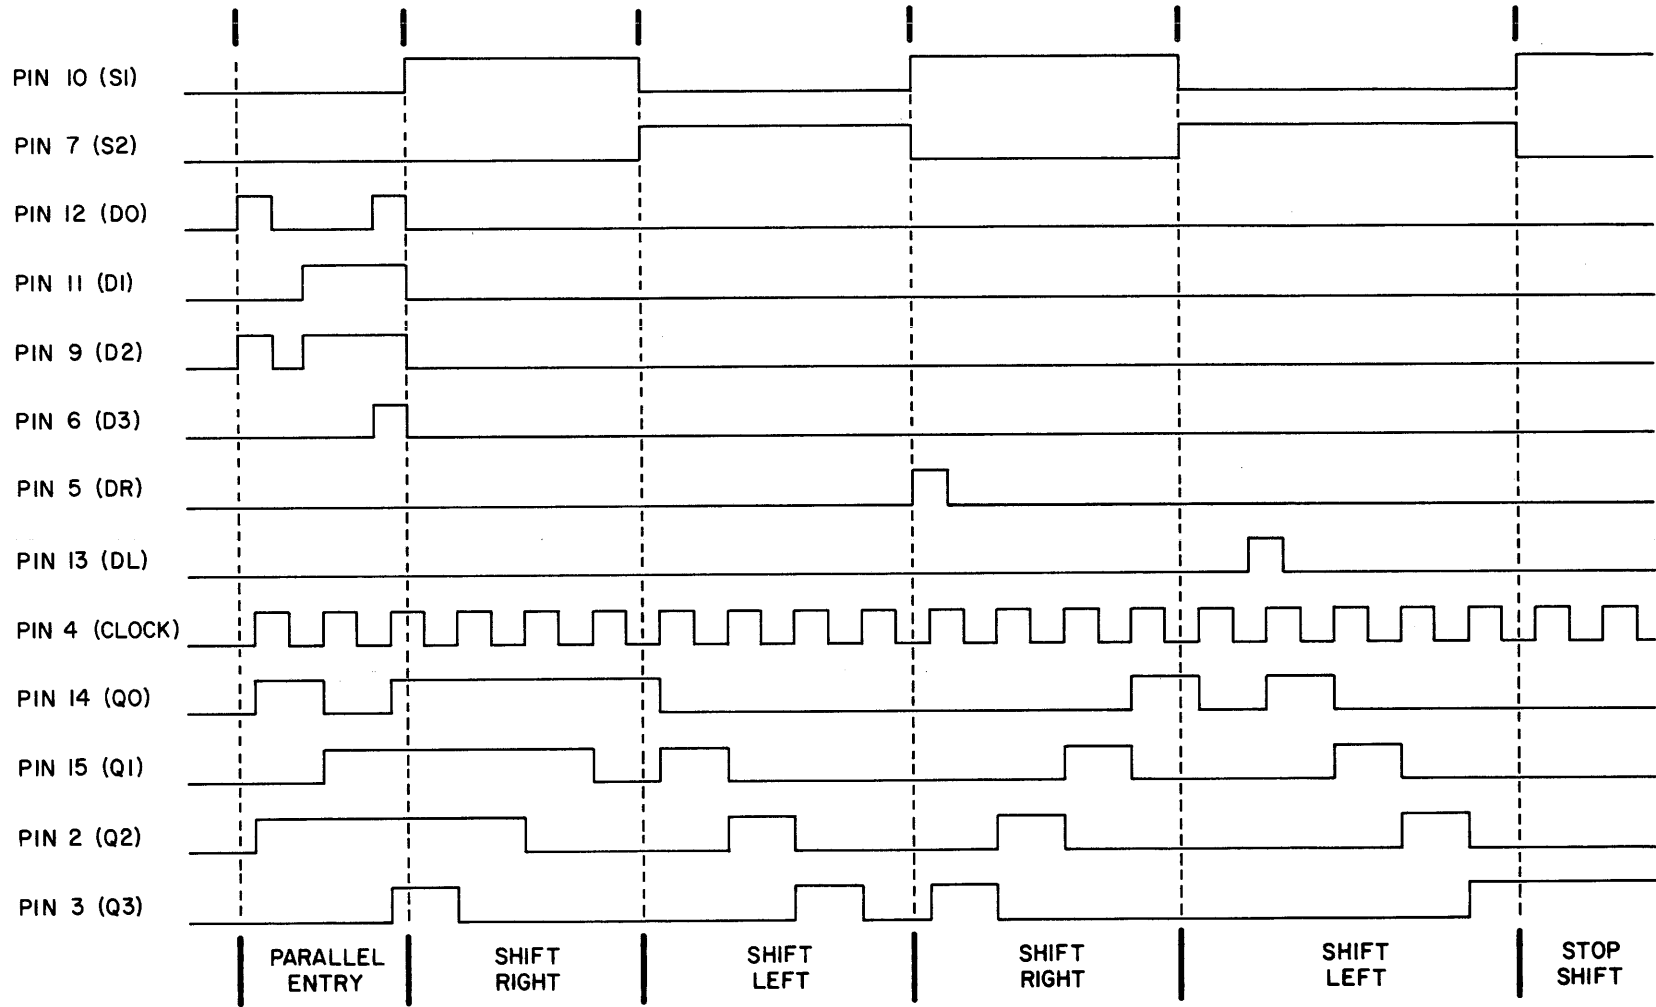 PIN 10 (S1)
PIN 7 (S2)
PIN 12 (D0)
PIN 11 (D1)
PIN 9 (D2)
PIN 6 (D3)
PIN 5 (DR)
PIN 13 (DL)
PIN 4 (CLOCK)
PIN 14 (Q0)
PIN 15 (Q1)
PIN 2 (Q2)
PIN 3 (Q3)
PARALLEL
ENTRY
SHIFT
RIGHT
SHIFT
LEFT
SHIFT
RIGHT
SHIFT
LEFT
STOP
SHIFT